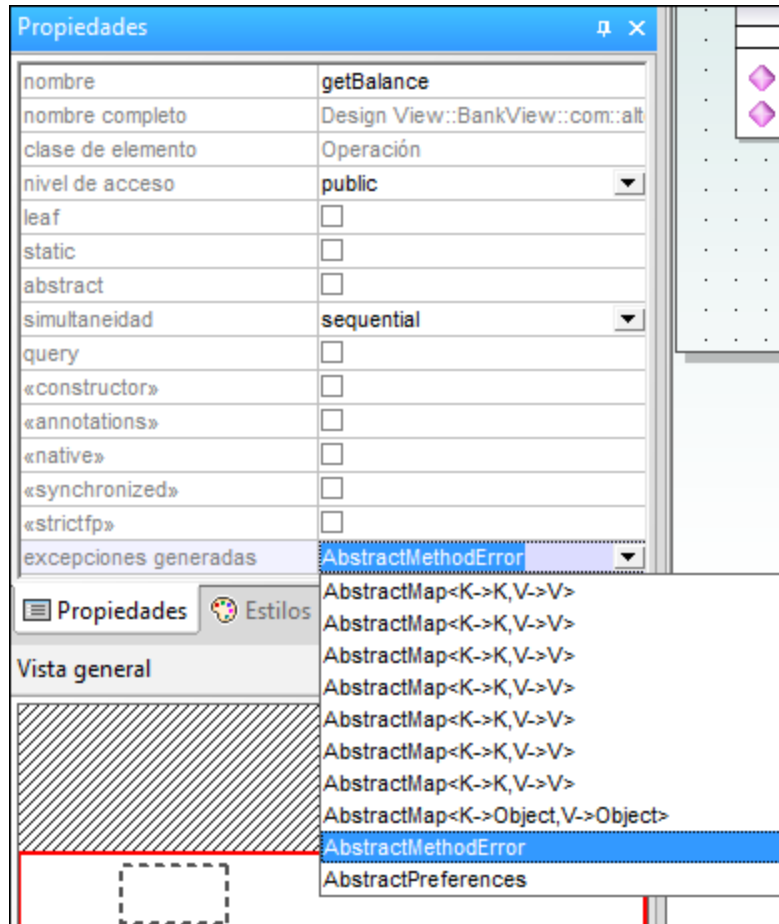 Propiedades
nombre getBalance
nombre completo Design View::BankView::com::alt
clase de elemento Operación
nivel de acceso public
leaf
static
abstract
simultaneidad sequential
query
«constructor»
«annotations»
«native»
«synchronized»
«strictfp»
excepciones generadas AbstractMethodError
AbstractMap<K->K,V->V>
Propiedades Estilos
AbstractMap<K->K,V->V>
AbstractMap<K->K,V->V>
Vista general
AbstractMap<K->K,V->V>
AbstractMap<K->K,V->V>
AbstractMap<K->K,V->V>
AbstractMap<K->K,V->V>
AbstractMap<K->Object,V->Object>
AbstractMethodError
AbstractPreferences